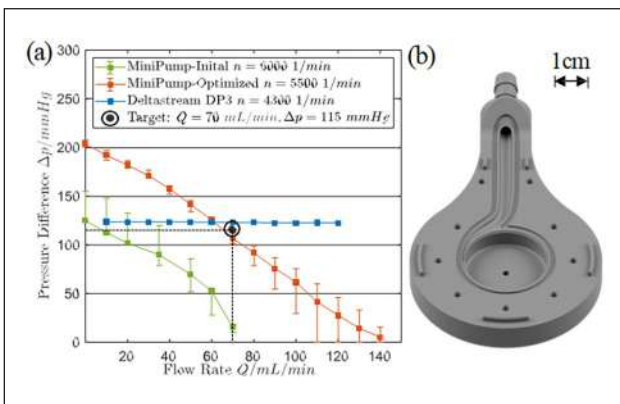 (a)
(b)
1cm
MiniPump-Inital n = 6000 1/min
MiniPump-Optimized n = 5500 1/min
Deltastream DP3 n = 4300 1/min
Target: Q = 70 mL/min, Δp = 115 mmHg
Pressure Difference Δp/mmHg
300
250
200
150
100
50
0
20 40 60 80 100 120 140
Flow Rate Q/mL/min